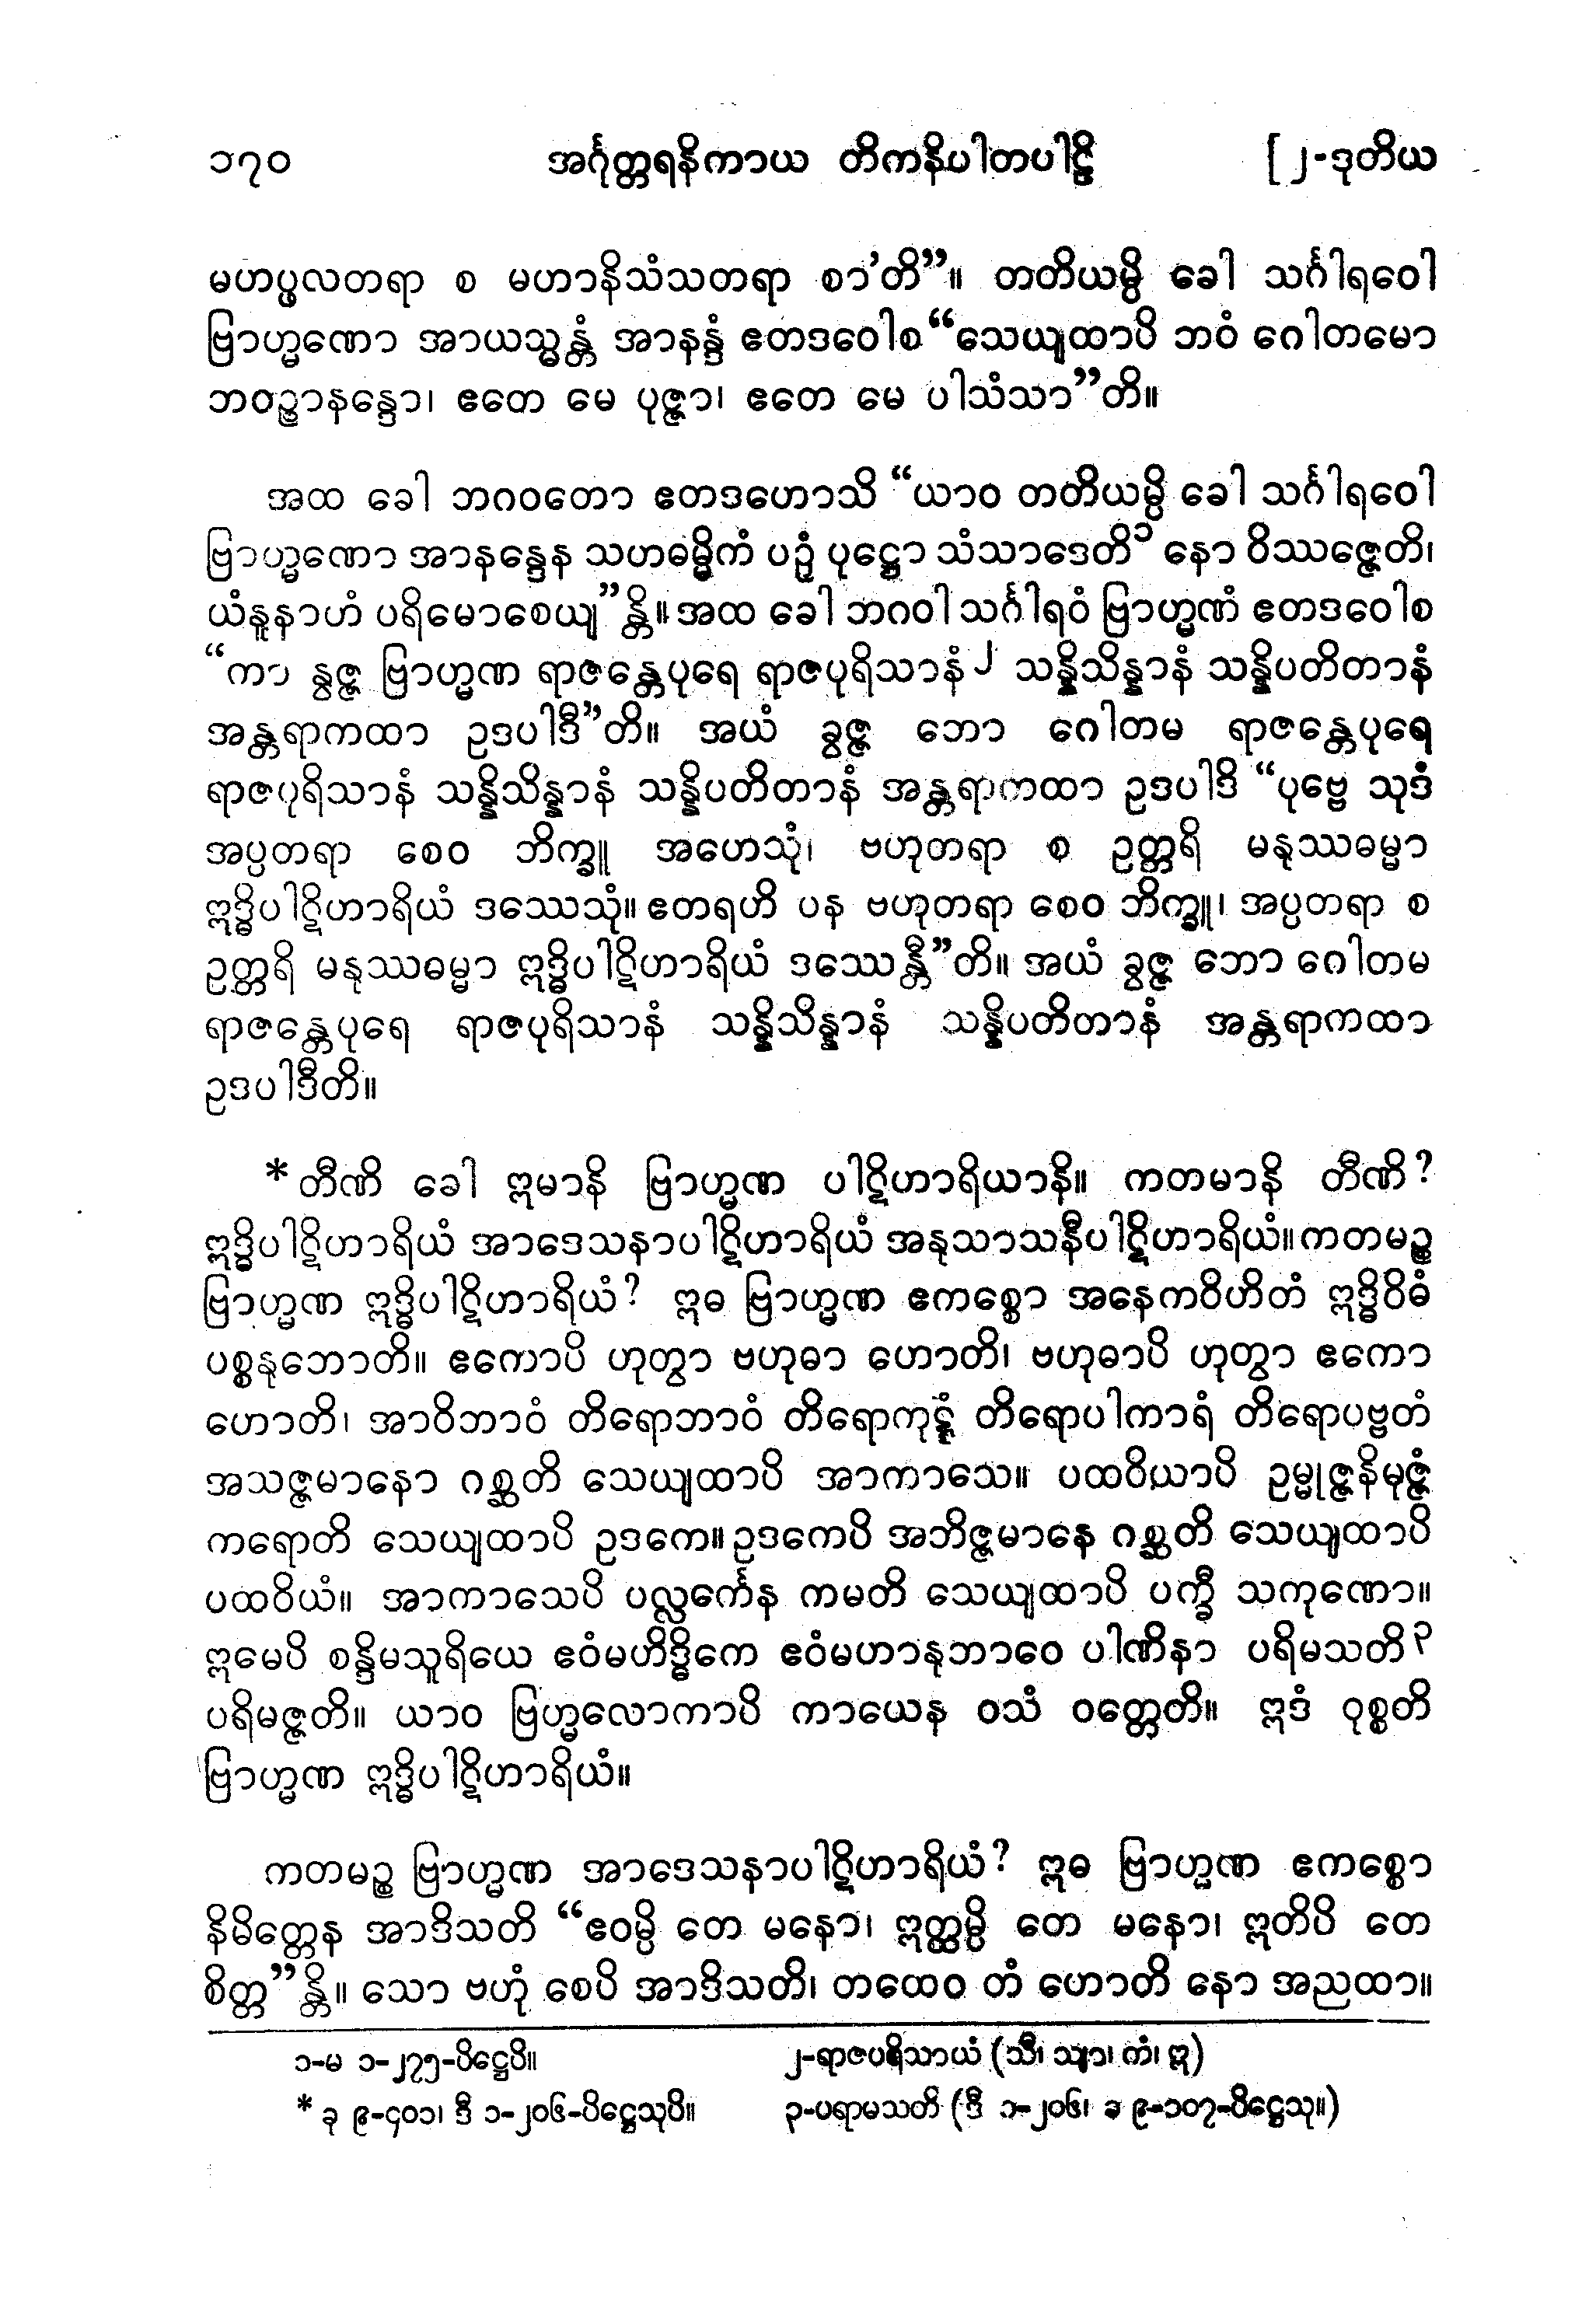 ၁၇၀ အင်္ဂုတ္တရနိကာယ တိကနိပါတပါဠိ [၂-ဒုတိယ
မဟပ္ဖလတရာ စ မဟာနိသံသတရာ စာ’တိ”။ တတိယမ္ပိ ခေါ သင်္ဂါရဝေါ
ဗြာဟ္မဏော အာယသ္မန္တံ အာနန္ဒံ ဧတဒဝေါစ “သေယျထာပိ ဘဝံ ဂေါတမော
ဘဝဉ္စာနန္ဒော၊ ဧတေ မေ ပုဇ္ဇာ၊ ဧတေ မေ ပါသံသာ”တိ။
အထ ခေါ ဘဂဝတော ဧတဒဟောသိ “ယာဝ တတိယမ္ပိ ခေါ သင်္ဂါရဝေါ
ဗြာဟ္မဏော အာနန္ဒေန သဟဓမ္မိကံ ပဉှံ ပုဋ္ဌော သံသာဒေတိ၁ နော ဝိဿဇ္ဇေတိ၊
ယံနူနာဟံ ပရိမောစေယျ”န္တိ။ အထ ခေါ ဘဂဝါ သင်္ဂါရဝံ ဗြာဟ္မဏံ ဧတဒဝေါစ
“ကာ နွဇ္ဇ ဗြာဟ္မဏ ရာဇန္တေပုရေ ရာဇပုရိသာနံ၂ သန္နိသိန္နာနံ သန္နိပတိတာနံ
အန္တရာကထာ ဥဒပါဒီ”တိ။ အယံ ခွဇ္ဇ ဘော ဂေါတမ ရာဇန္တေပုရေ
ရာဇပုရိသာနံ သန္နိသိန္နာနံ သန္နိပတိတာနံ အန္တရာကထာ ဥဒပါဒိ “ပုဗ္ဗေ သုဒံ
အပ္ပတရာ စေဝ ဘိက္ခူ အဟေသုံ၊ ဗဟုတရာ စ ဥတ္တရိ မနုဿဓမ္မာ
ဣဒ္ဓိပါဋိဟာရိယံ ဒဿေသုံ။ ဧတရဟိ ပန ဗဟုတရာ စေဝ ဘိက္ခူ၊ အပ္ပတရာ စ
ဥတ္တရိ မနုဿဓမ္မာ ဣဒ္ဓိပါဋိဟာရိယံ ဒဿေန္တီ”တိ။ အယံ ခွဇ္ဇ ဘော ဂေါတမ
ရာဇန္တေပုရေ ရာဇပုရိသာနံ သန္နိသိန္နာနံ သန္နိပတိတာနံ အန္တရာကထာ
ဥဒပါဒီတိ။
* တီဏိ ခေါ ဣမာနိ ဗြာဟ္မဏ ပါဋိဟာရိယာနိ။ ကတမာနိ တီဏိ?
ဣဒ္ဓိပါဋိဟာရိယံ အာဒေသနာပါဋိဟာရိယံ အနုသာသနီပါဋိဟာရိယံ။ ကတမဉ္စ
ဗြာဟ္မဏ ဣဒ္ဓိပါဋိဟာရိယံ? ဣဓ ဗြာဟ္မဏ ဧကစ္စော အနေကဝိဟိတံ ဣဒ္ဓိဝိဓံ
ပစ္စနုဘောတိ။ ဧကောပိ ဟုတွာ ဗဟုဓာ ဟောတိ၊ ဗဟုဓာပိ ဟုတွာ ဧကော
ဟောတိ၊ အာဝိဘာဝံ တိရောဘာဝံ တိရောကုဋ္ဋံ တိရောပါကာရံ တိရောပဗ္ဗတံ
အသဇ္ဇမာနော ဂစ္ဆတိ သေယျထာပိ အာကာသေ။ ပထဝိယာပိ ဥမ္မုဇ္ဇနိမုဇ္ဇံ
ကရောတိ သေယျထာပိ ဥဒကေ။ ဥဒကေပိ အဘိဇ္ဇမာနေ ဂစ္ဆတိ သေယျထာပိ
ပထဝိယံ။ အာကာသေပိ ပလ္လင်္ကေန ကမတိ သေယျထာပိ ပက္ခီ သကုဏော။
ဣမေပိ စန္ဒိမသူရိယေ ဧဝံမဟိဒ္ဓိကေ ဧဝံမဟာနုဘာဝေ ပါဏိနာ ပရိမသတိ၃
ပရိမဇ္ဇတိ။ ယာဝ ဗြဟ္မလောကာပိ ကာယေန ဝသံ ဝတ္တေတိ။ ဣဒံ ဝုစ္စတိ
ဗြာဟ္မဏ ဣဒ္ဓိပါဋိဟာရိယံ။
ကတမဉ္စ ဗြာဟ္မဏ အာဒေသနာပါဋိဟာရိယံ? ဣဓ ဗြာဟ္မဏ ဧကစ္စော
နိမိတ္တေန အာဒိသတိ “ဧဝမ္ပိ တေ မနော၊ ဣတ္ထမ္ပိ တေ မနော၊ ဣတိပိ တေ
စိတ္တ”န္တိ။ သော ဗဟုံ စေပိ အာဒိသတိ၊ တထေဝ တံ ဟောတိ နော အညထာ။
၁-မ ၁-၂၇၅-ပိဋ္ဌေပိ။ ၂-ရာဇပရိသာယံ (သီ၊ သျာ၊ ကံ၊ ဣ)
* ခု ၉-၄၀၁၊ ဒီ ၁-၂၀၆-ပိဋ္ဌေသုပိ။ ၃-ပရာမသတိ (ဒီ ၁-၂၀၆၊ ခု ၉-၁၀၇-ပိဋ္ဌေသု။)